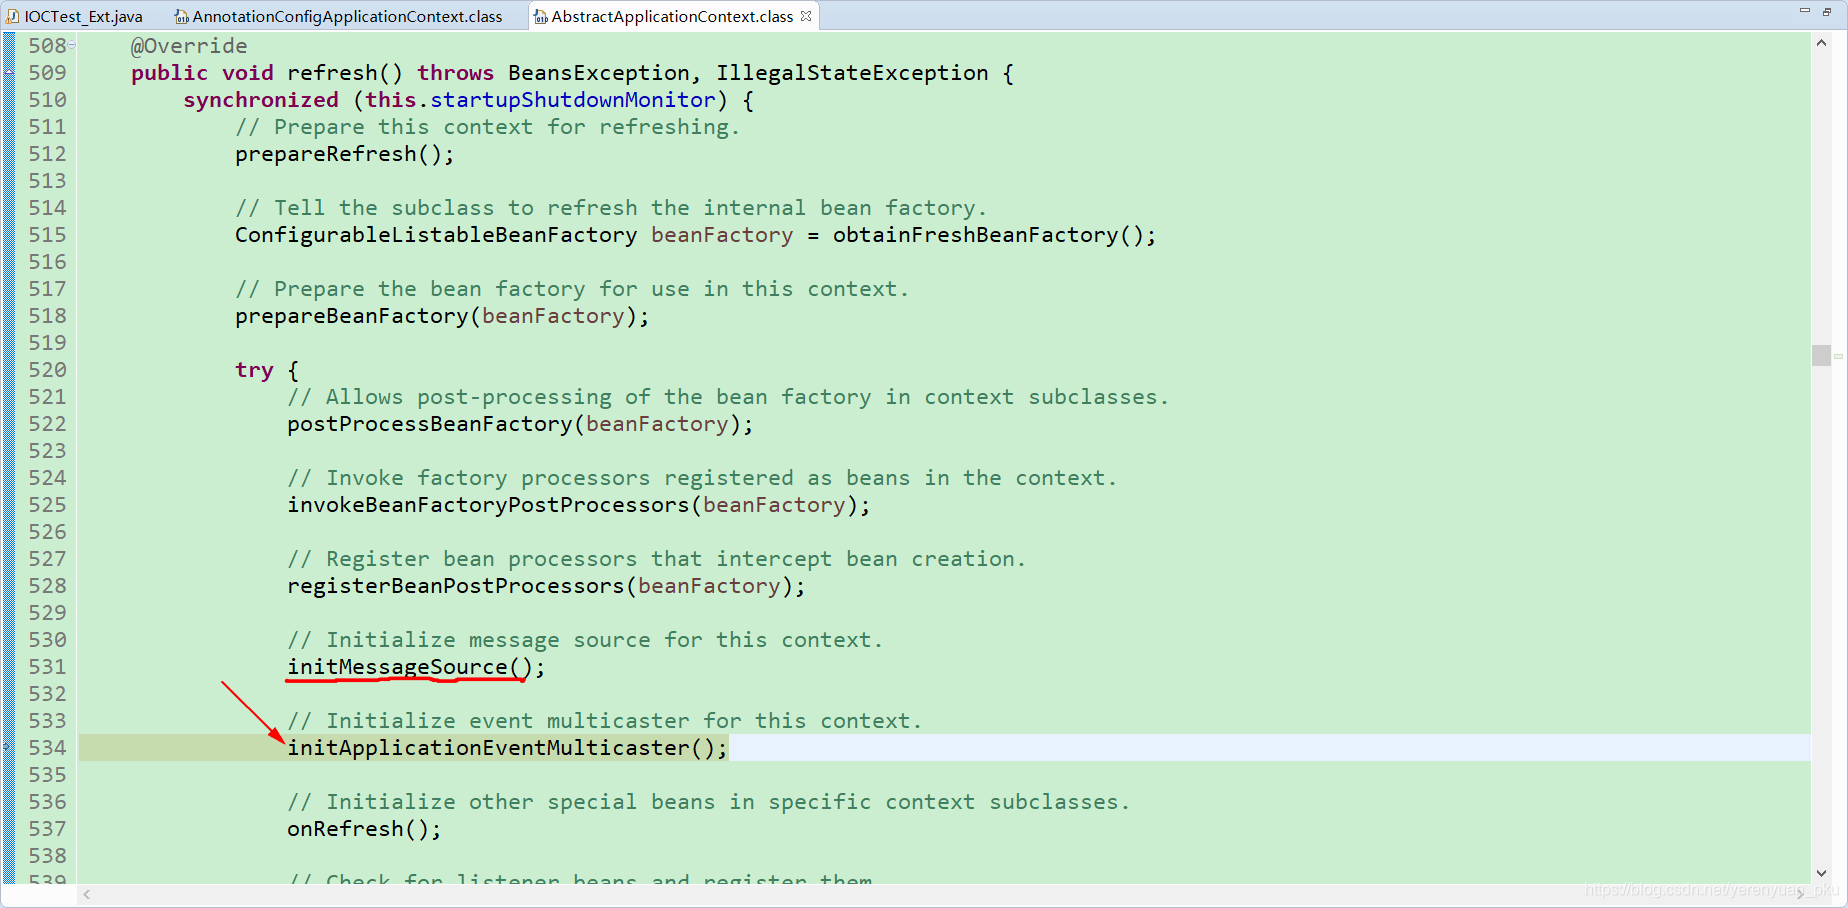 IOCTest_Ext.java AnnotationConfigApplicationContext.class AbstractApplicationContext.class
508 @Override
509 public void refresh() throws BeansException, IllegalStateException {
510 synchronized (this.startupShutdownMonitor) {
511 // Prepare this context for refreshing.
512 prepareRefresh();
513
514 // Tell the subclass to refresh the internal bean factory.
515 ConfigurableListableBeanFactory beanFactory = obtainFreshBeanFactory();
516
517 // Prepare the bean factory for use in this context.
518 prepareBeanFactory(beanFactory);
519
520 try {
521 // Allows post-processing of the bean factory in context subclasses.
522 postProcessBeanFactory(beanFactory);
523
524 // Invoke factory processors registered as beans in the context.
525 invokeBeanFactoryPostProcessors(beanFactory);
526
527 // Register bean processors that intercept bean creation.
528 registerBeanPostProcessors(beanFactory);
529
530 // Initialize message source for this context.
531 initMessageSource();
532
533 // Initialize event multicaster for this context.
534 initApplicationEventMulticaster();
535
536 // Initialize other special beans in specific context subclasses.
537 onRefresh();
538
539 // Check for listener beans and register them
https://blog.csdn.net/yerenyuan_pku